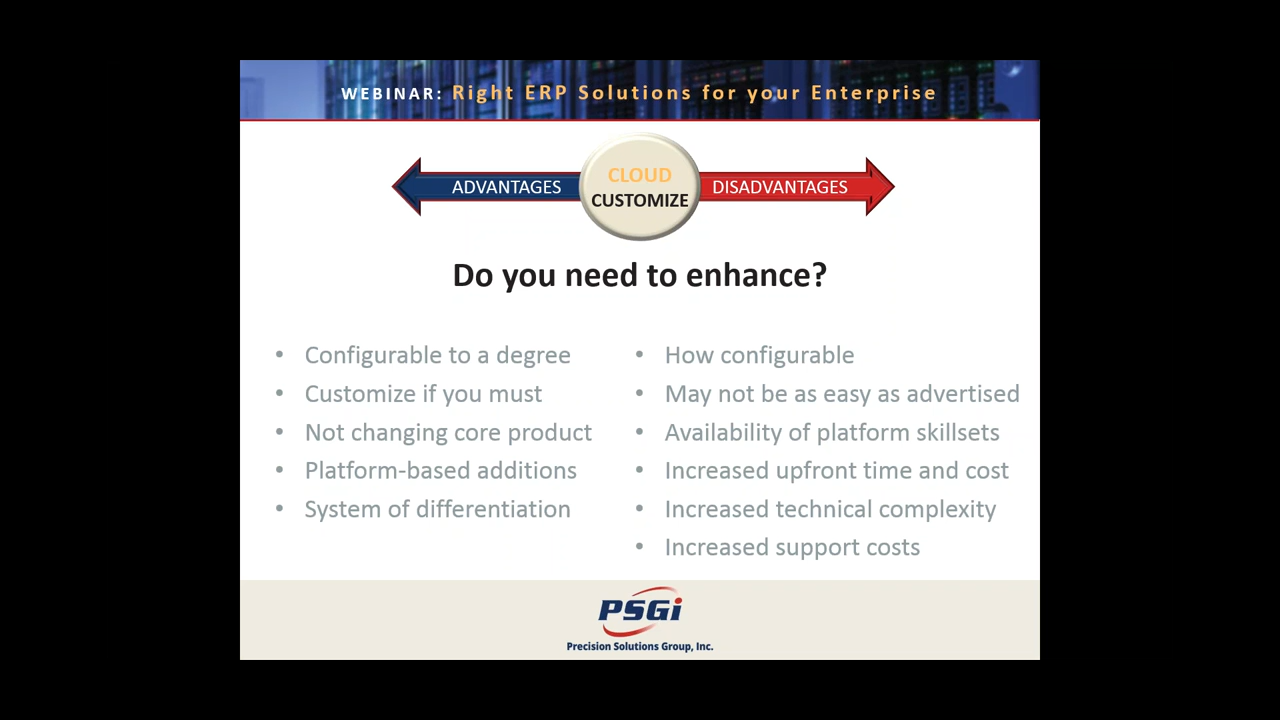 WEBINAR: Right ERP Solutions for your Enterprise
ADVANTAGES
CLOUD
CUSTOMIZE
DISADVANTAGES
Do you need to enhance?
• Configurable to a degree
• Customize if you must
• Not changing core product
• Platform-based additions
• System of differentiation
• How configurable
• May not be as easy as advertised
• Availability of platform skillsets
• Increased upfront time and cost
• Increased technical complexity
• Increased support costs
PSGi
Precision Solutions Group, Inc.